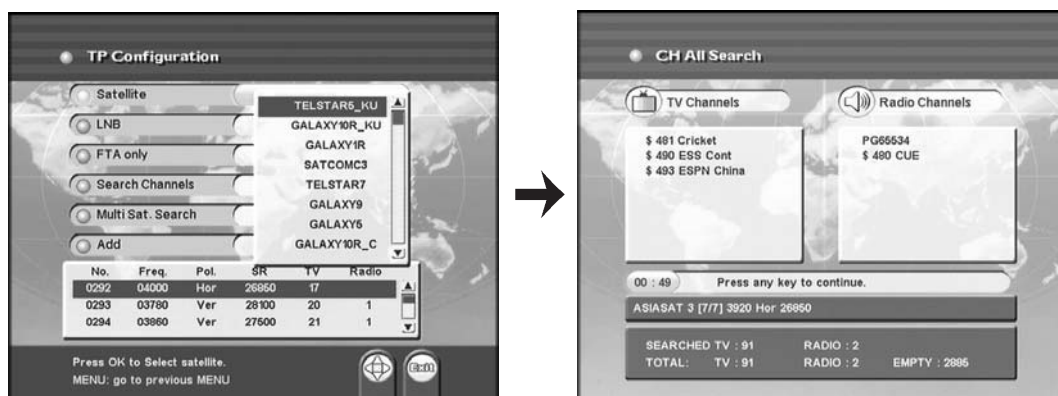 TP Configuration
Satellite
LNB
FTA only
Search Channels
Multi Sat. Search
Add
TELSTAR5_KU
GALAXY10R_KU
GALAXY1R
SATCOMC3
TELSTAR7
GALAXY9
GALAXY5
GALAXY10R_C
No. Freq. Pol. SR TV Radio
0292 04000 Hor 26850 17
0293 03780 Ver 28100 20 1
0294 03860 Ver 27500 21 1
Press OK to Select satellite.
MENU: go to previous MENU
Exit
CH All Search
TV Channels
$ 481 Cricket
$ 490 ESS Cont
$ 493 ESPN China
Radio Channels
PG65534
$ 480 CUE
00 : 49 Press any key to continue.
ASIASAT 3 [7/7] 3920 Hor 26850
SEARCHED TV : 91 RADIO : 2
TOTAL: TV : 91 RADIO : 2 EMPTY : 2885